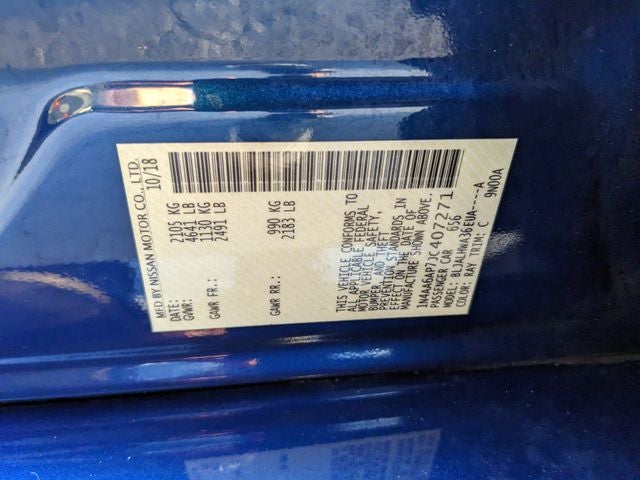 MFD BY NISSAN MOTOR CO., LTD.
DATE: 10/18
GVWR: 2105 KG
4641 LB
GAWR FR.: 1130 KG
2491 LB
GAWR RR.: 990 KG
2183 LB
THIS VEHICLE CONFORMS TO
ALL APPLICABLE FEDERAL
MOTOR VEHICLE SAFETY,
BUMPER, AND THEFT
PREVENTION STANDARDS IN
EFFECT ON THE DATE OF
MANUFACTURE SHOWN ABOVE.
1N4AA6AP7JC407271
PASSENGER CAR 656
MODEL: BLJALHWA36EUA-----A
COLOR: RAY TRIM: C 9N00A